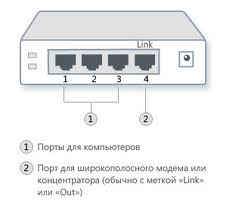 Link
1 2 3 4
1 2
1 Порты для компьютеров
2 Порт для широкополосного модема или
концентратора (обычно с меткой «Link»
или «Out»)